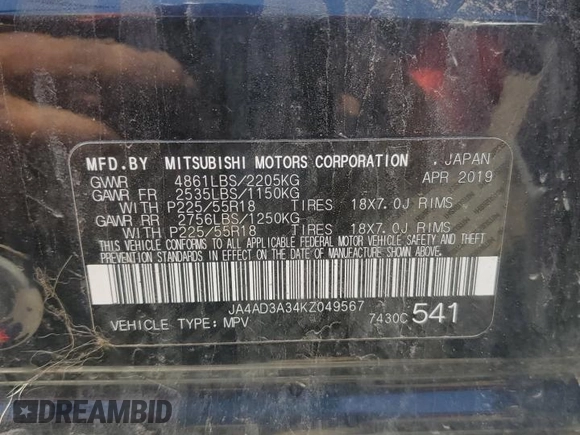 MFD.BY MITSUBISHI MOTORS CORPORATION . JAPAN
GVWR 4861LBS/2205KG APR 2019
GAWR FR 2535LBS/1150KG
WITH P225/55R18 TIRES 18X7.0J RIMS
GAWR RR 2756LBS/1250KG
WITH P225/55R18 TIRES 18X7.0J RIMS
THIS VEHICLE CONFORMS TO ALL APPLICABLE FEDERAL MOTOR VEHICLE SAFETY AND THEFT
PREVENTION STANDARDS IN EFFECT ON THE DATE OF MANUFACTURE SHOWN ABOVE.
JA4AD3A34KZ049567
VEHICLE TYPE: MPV 7430C 541
DREAMBID